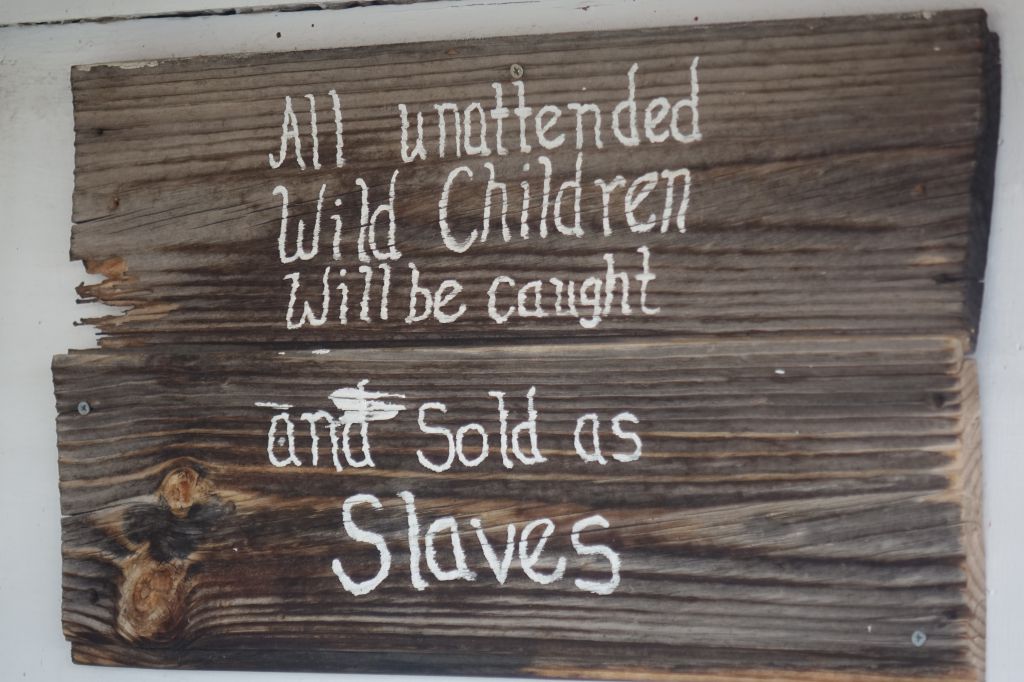 All unattended
Wild Children
Will be caught
and Sold as
Slaves